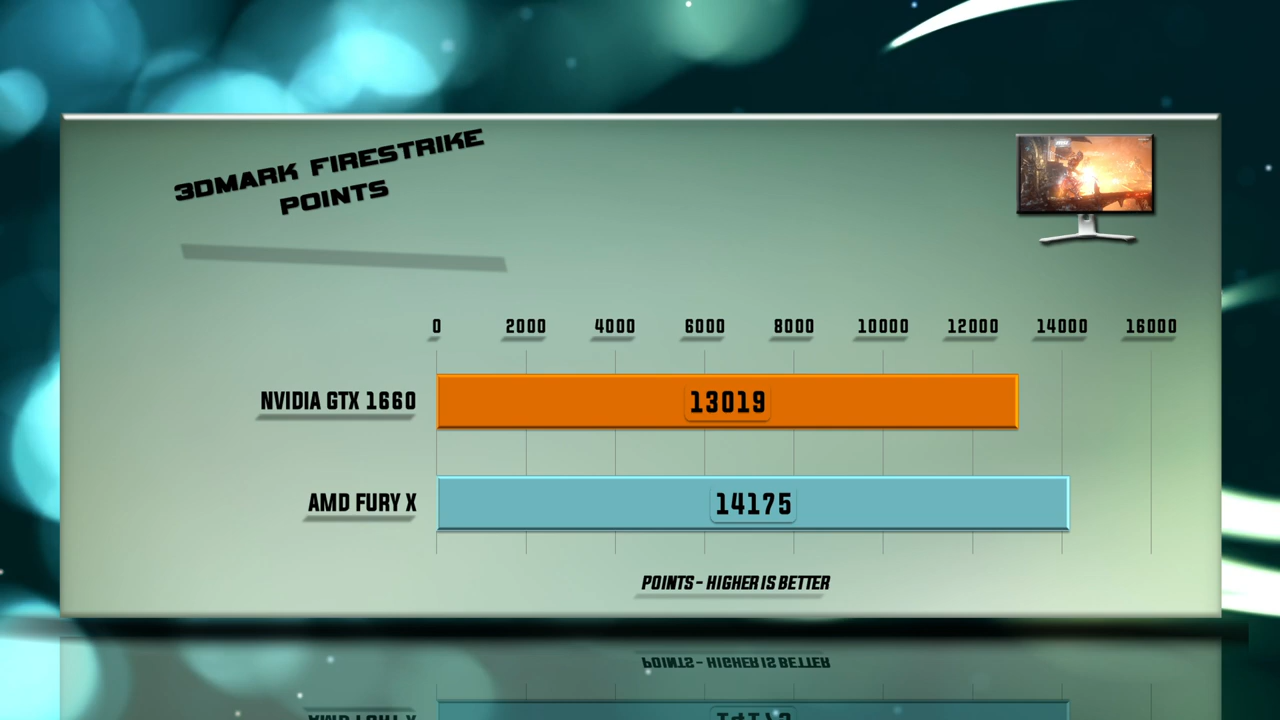 3DMARK FIRESTRIKE
POINTS
0 2000 4000 6000 8000 10000 12000 14000 16000
NVIDIA GTX 1660 13019
AMD FURY X 14175
POINTS - HIGHER IS BETTER